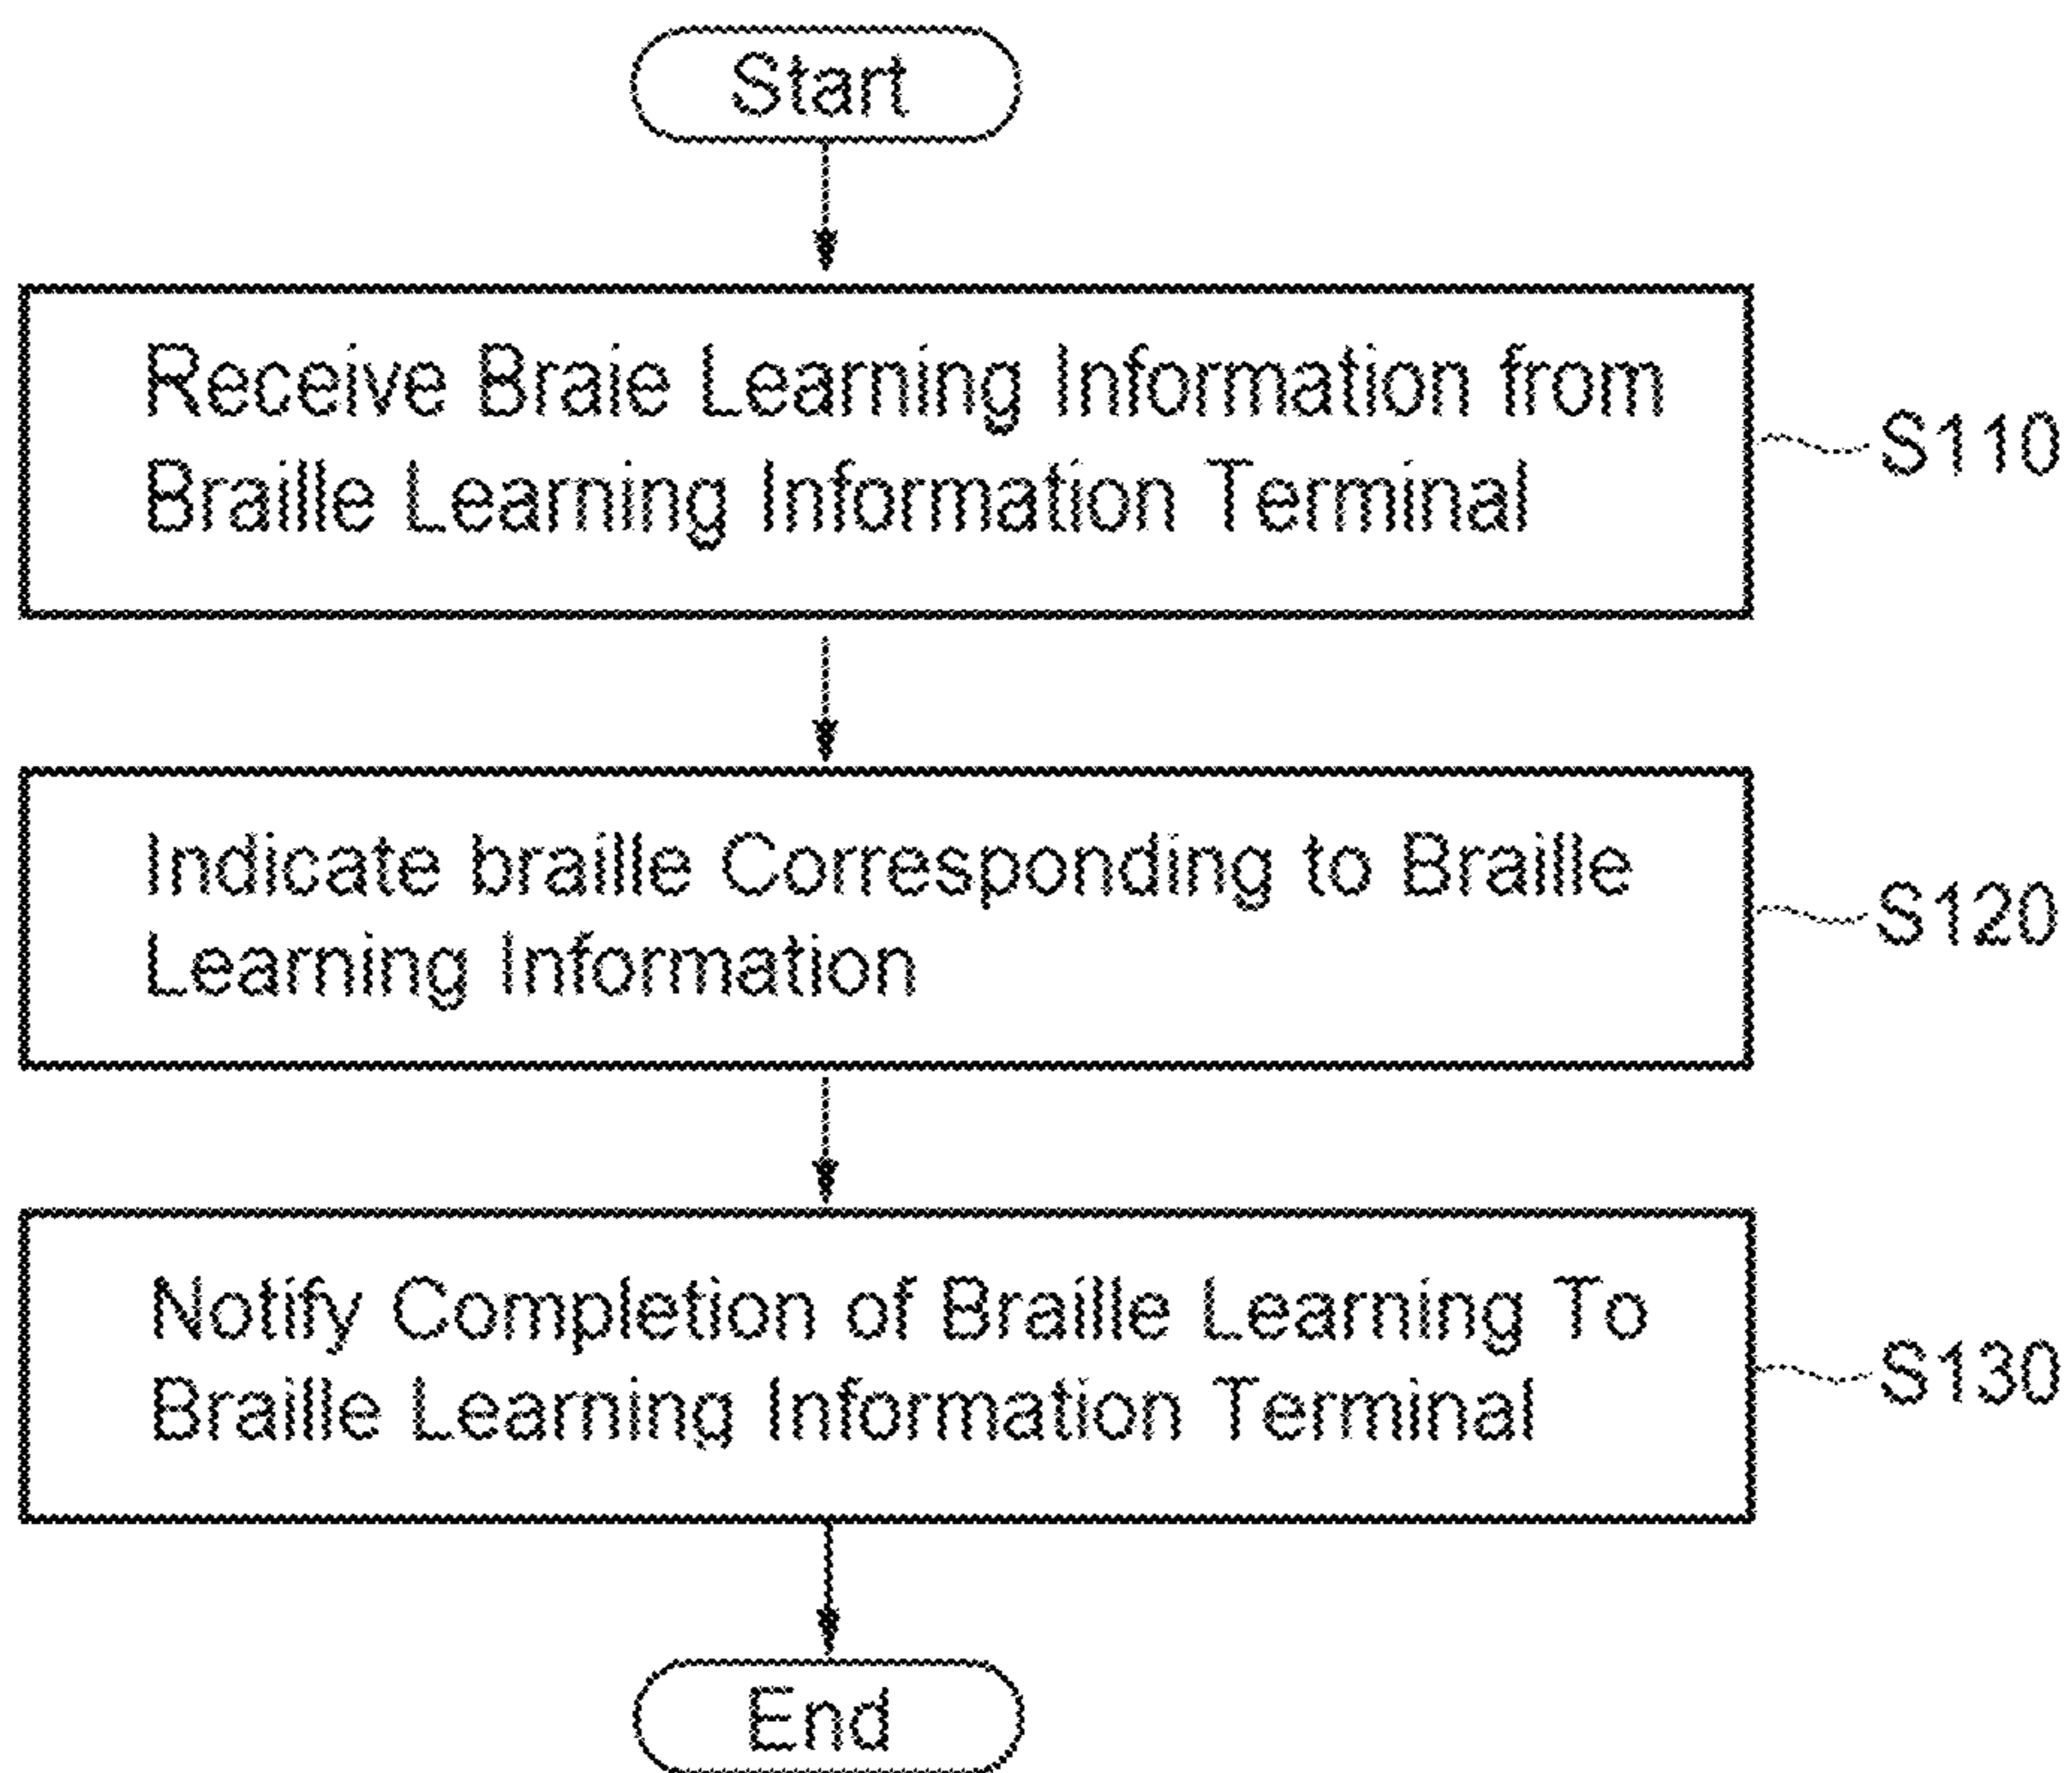 Start
Receive Braie Learning Information from
Braille Learning Information Terminal
S110
Indicate braille Corresponding to Braille
Learning Information
S120
Notify Completion of Braille Learning To
Braille Learning Information Terminal
S130
End